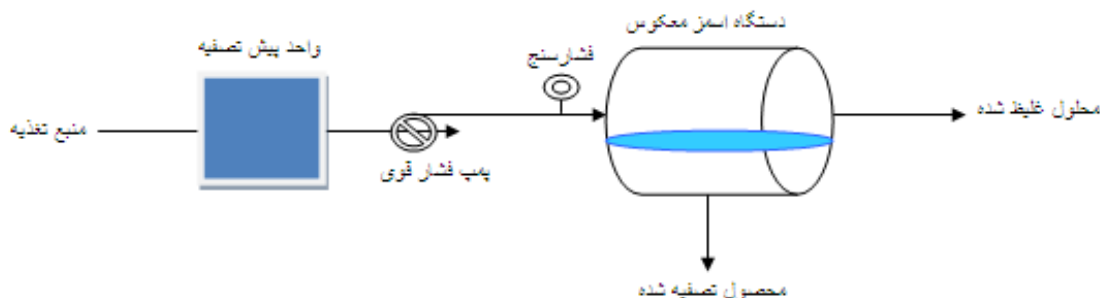 دستگاه اسمز معکوس
واحد پیش تصفیه
فشارسنج
منبع تغذیه
محلول غلیظ شده
پمپ فشار قوی
محصول تصفیه شده